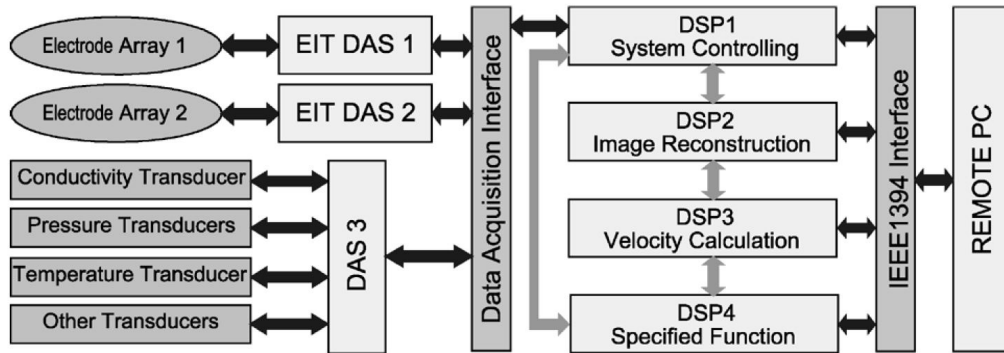 Electrode Array 1
EIT DAS 1
Electrode Array 2
EIT DAS 2
Conductivity Transducer
Pressure Transducers
Temperature Transducer
Other Transducers
DAS 3
Data Acquisition Interface
DSP1
System Controlling
DSP2
Image Reconstruction
DSP3
Velocity Calculation
DSP4
Specified Function
IEEE1394 Interface
REMOTE PC